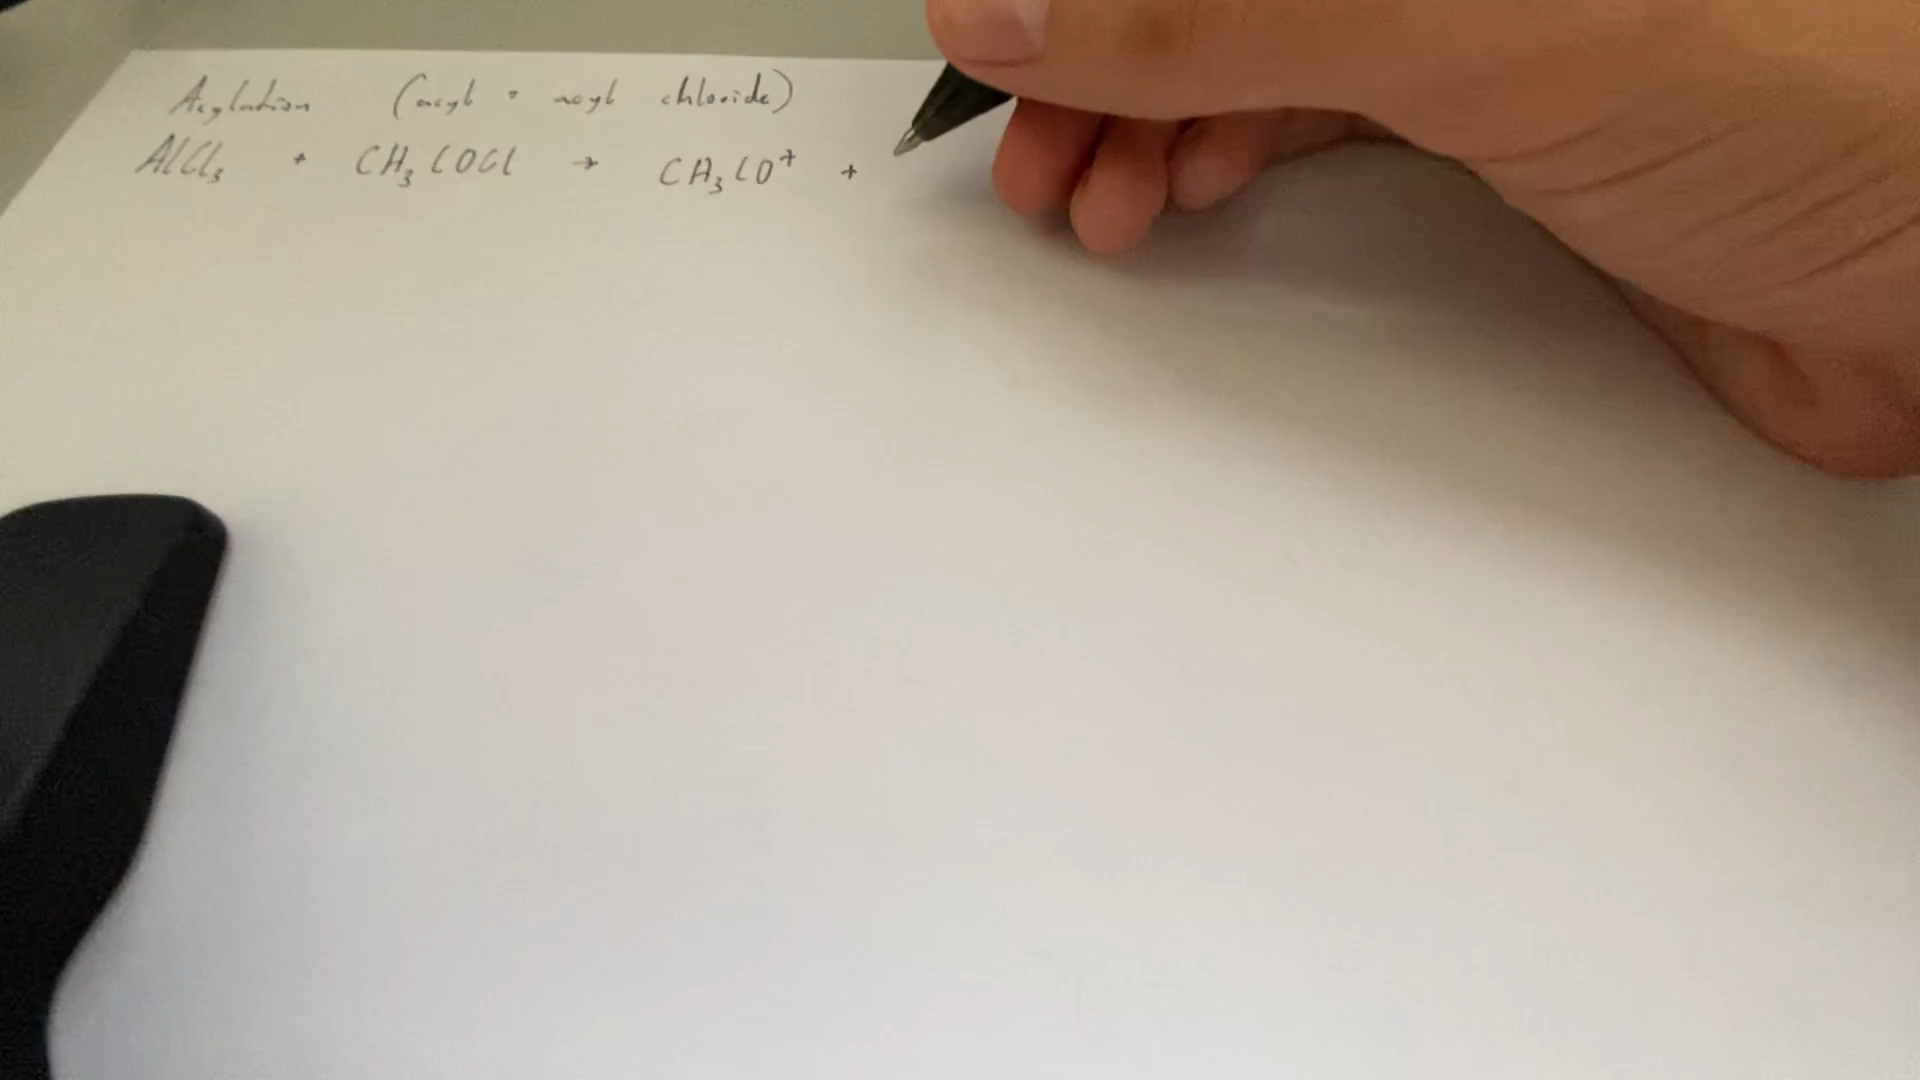 Acylation (acyl = acyl chloride)
AlCl₃ + CH₃COCl → CH₃CO⁺ +